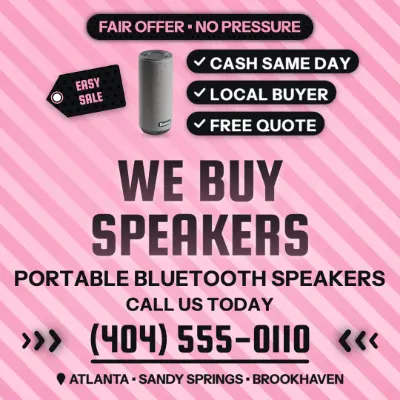 FAIR OFFER • NO PRESSURE
EASY
SALE
✓ CASH SAME DAY
✓ LOCAL BUYER
✓ FREE QUOTE
WE BUY
SPEAKERS
PORTABLE BLUETOOTH SPEAKERS
CALL US TODAY
(404) 555-0110
ATLANTA • SANDY SPRINGS • BROOKHAVEN